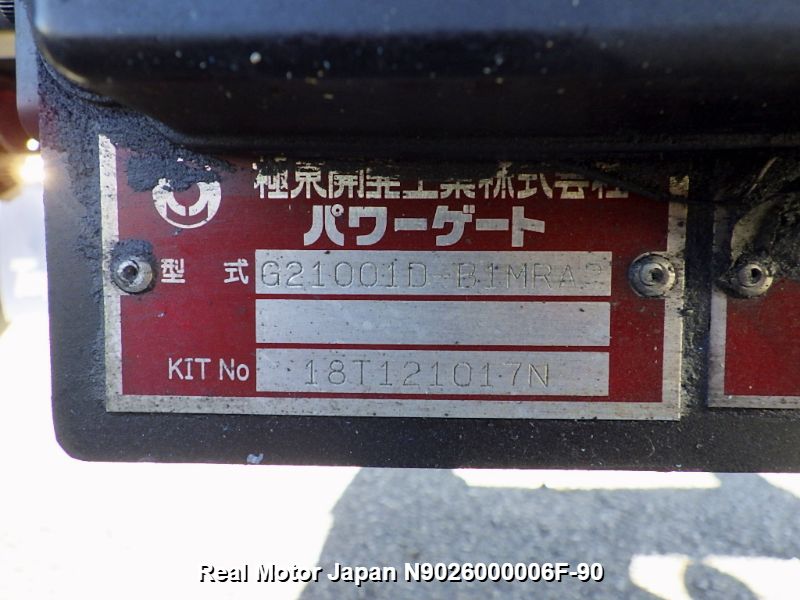 極東開発工業株式会社
パワーゲート
型 式 G21001D-B1MRA2
KIT No 18T121017N
Real Motor Japan N9026000006F-90